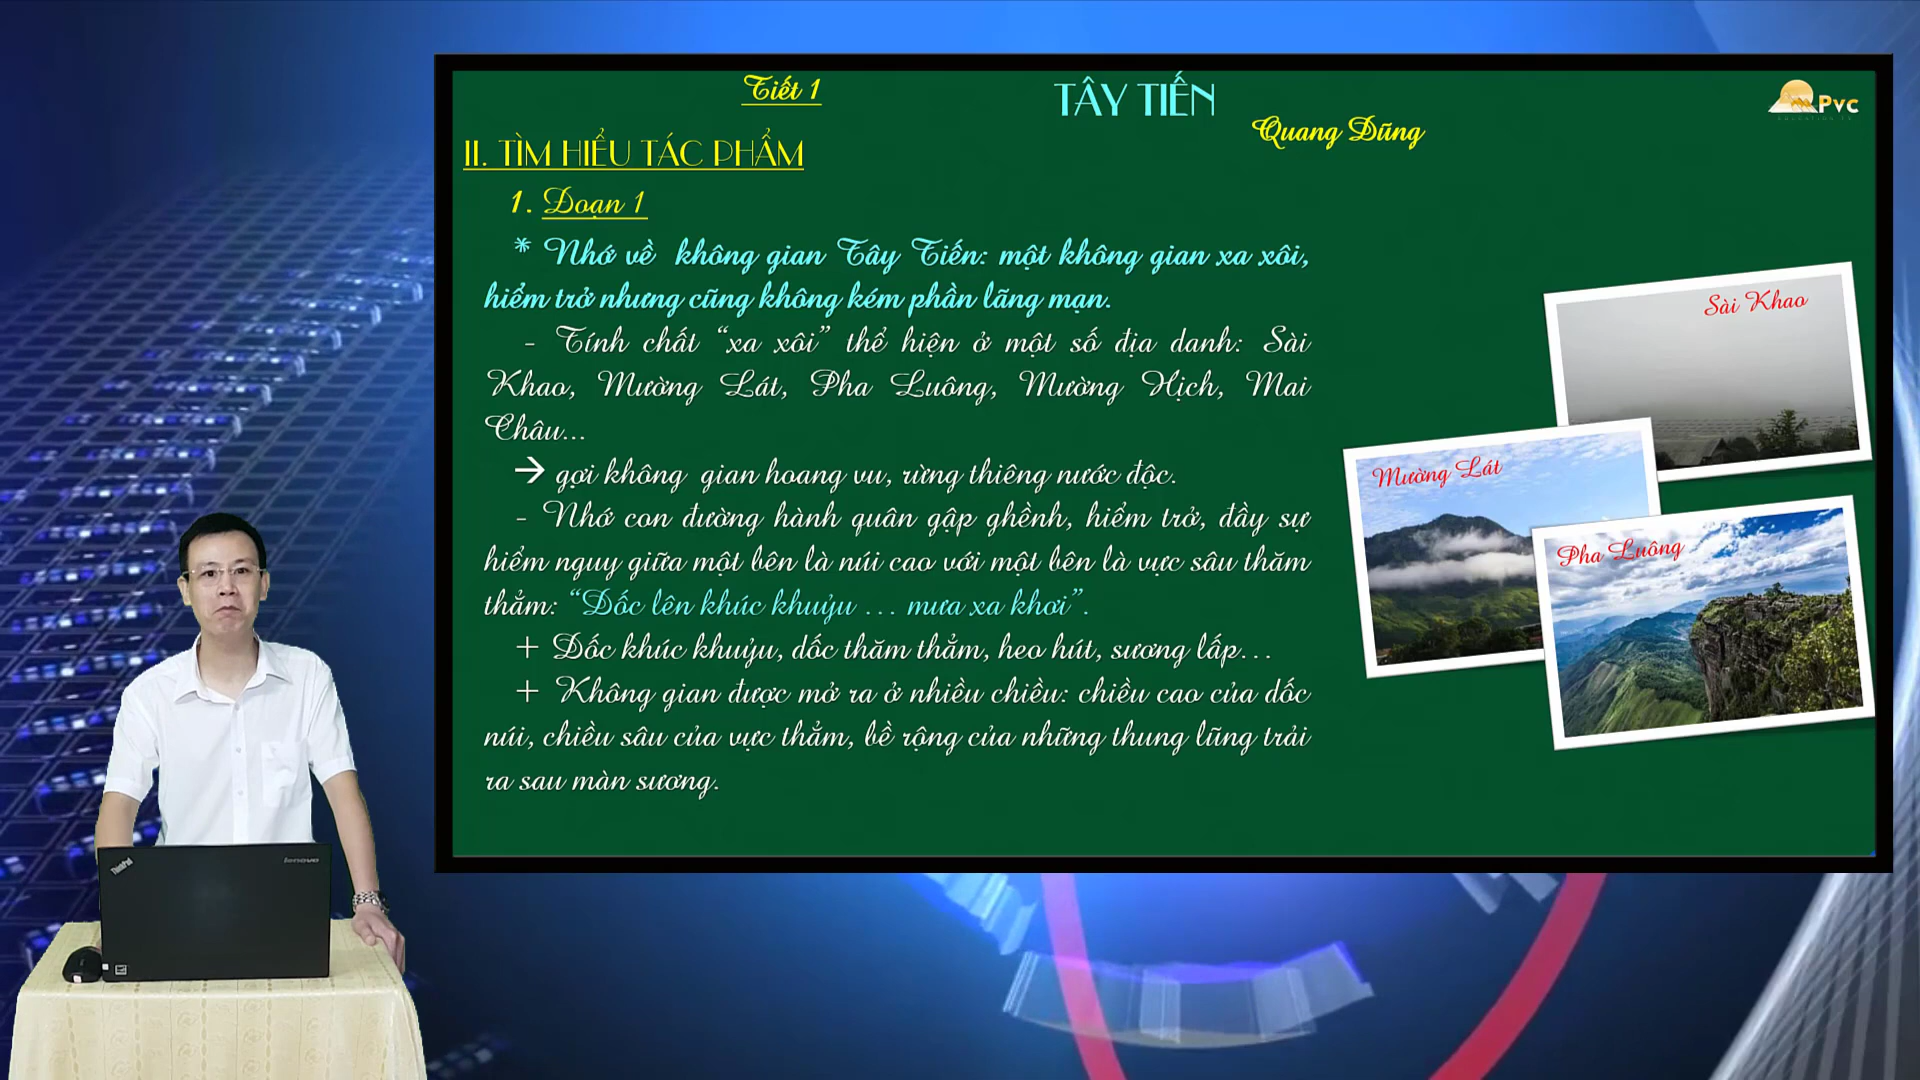 Tiết 1
TÂY TIẾN
Quang Dũng
Pvc
II. TÌM HIỂU TÁC PHẨM
1. Đoạn 1
* Nhớ về không gian Tây Tiến: một không gian xa xôi,
hiểm trở nhưng cũng không kém phần lãng mạn.
- Tính chất “xa xôi” thể hiện ở một số địa danh: Sài
Khao, Mường Lát, Pha Luông, Mường Hịch, Mai
Châu...
→ gợi không gian hoang vu, rừng thiêng nước độc.
- Nhớ con đường hành quân gập ghềnh, hiểm trở, đầy sự
hiểm nguy giữa một bên là núi cao với một bên là vực sâu thăm
thẳm: “Dốc lên khúc khuỷu … mưa xa khơi”.
+ Dốc khúc khuỷu, dốc thăm thẳm, heo hút, sương lấp…
+ Không gian được mở ra ở nhiều chiều: chiều cao của dốc
núi, chiều sâu của vực thẳm, bề rộng của những thung lũng trải
ra sau màn sương.
Sài Khao
Mường Lát
Pha Luông
ThinkPad
lenovo